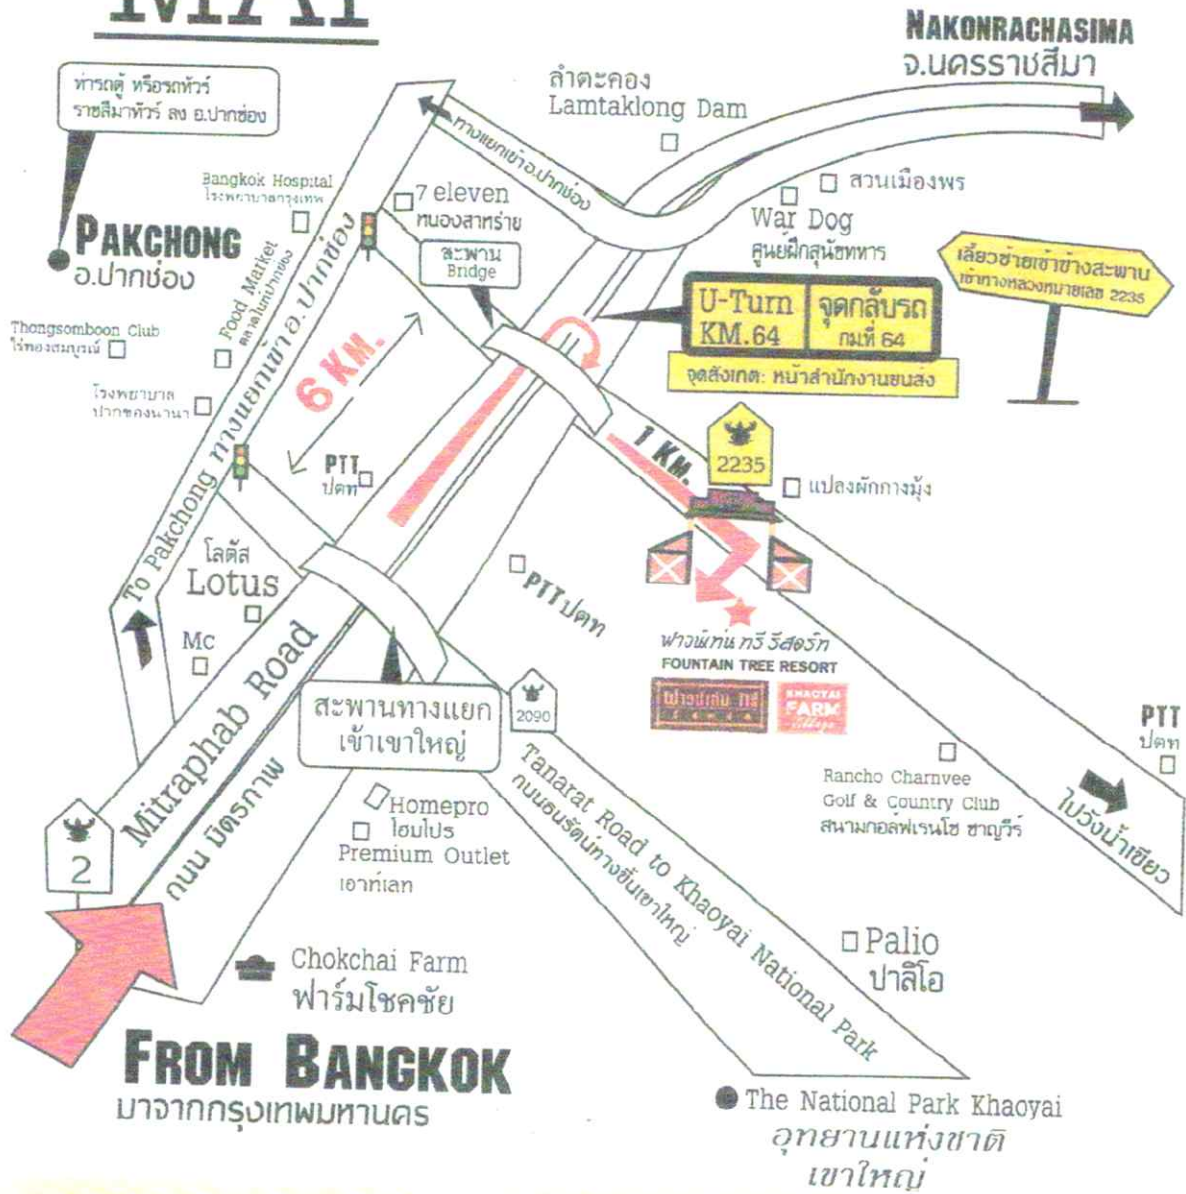 MAP
NAKONRACHASIMA
จ.นครราชสีมา
ท่ารถตู้ หรือรถทัวร์
ราชสีมาทัวร์ ลง อ.ปากช่อง
ลำตะคอง
Lamtaklong Dam
ทางแยกเข้าอ.ปากช่อง
Bangkok Hospital
โรงพยาบาลกรุงเทพ
7 eleven
หนองสาหร่าย
สวนเมืองพร
War Dog
ศูนย์ฝึกสุนัขทหาร
PAKCHONG
อ.ปากช่อง
สะพาน
Bridge
เลี้ยวซ้ายเข้าข้างสะพาน
เข้าทางหลวงหมายเลข 2235
Food Market
ตลาดในปากช่อง
U-Turn
KM.64
จุดกลับรถ
กม.ที่ 64
จุดสังเกต: หน้าสำนักงานขนส่ง
Thongsomboon Club
ไร่ทองสมบูรณ์
6 KM.
โรงพยาบาล
ปากช่องนานา
To Pakchong ทางแยกเข้า อ. ปากช่อง
PTT
ปตท
1 KM.
2235
แปลงผักกางมุ้ง
โลตัส
Lotus
Mc
PTT ปตท
ฟาวน์เท่น ทรี รีสอร์ท
FOUNTAIN TREE RESORT
KHAOYAI
FARM
Village
Mitraphab Road
ถนน มิตรภาพ
สะพานทางแยก
เข้าเขาใหญ่
2090
Tanarat Road to Khaoyai National Park
ถนนธนรัตน์ทางขึ้นเขาใหญ่
PTT
ปตท
Rancho Charnvee
Golf & Country Club
สนามกอล์ฟเรนโช ชาญวีร์
ไปวังน้ำเขียว
Homepro
โฮมโปร
Premium Outlet
เอาท์เลท
2
Palio
ปาลิโอ
Chokchai Farm
ฟาร์มโชคชัย
FROM BANGKOK
มาจากกรุงเทพมหานคร
The National Park Khaoyai
อุทยานแห่งชาติ
เขาใหญ่